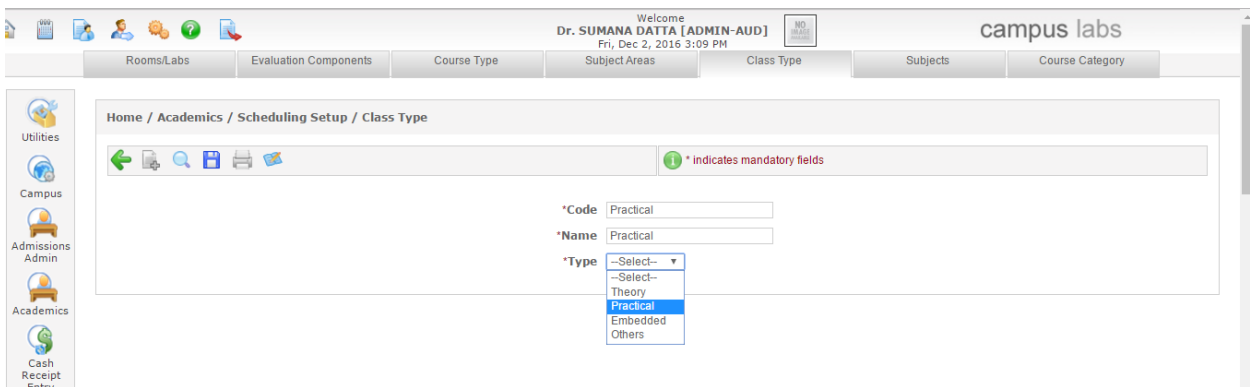 Welcome
Dr. SUMANA DATTA [ADMIN-AUD]
Fri, Dec 2, 2016 3:09 PM
NO IMAGE
campus labs
Rooms/Labs Evaluation Components Course Type Subject Areas Class Type Subjects Course Category
Utilities
Campus
Admissions
Admin
Academics
Cash
Receipt
Entry
Home / Academics / Scheduling Setup / Class Type
* indicates mandatory fields
*Code Practical
*Name Practical
*Type --Select--
--Select--
Theory
Practical
Embedded
Others